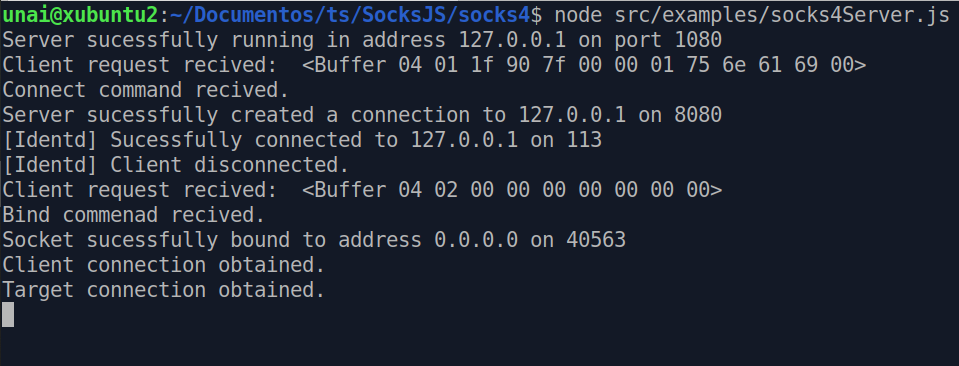 unai@xubuntu2:~/Documentos/ts/SocksJS/socks4$ node src/examples/socks4Server.js
Server sucessfully running in address 127.0.0.1 on port 1080
Client request recived:  <Buffer 04 01 1f 90 7f 00 00 01 75 6e 61 69 00>
Connect command recived.
Server sucessfully created a connection to 127.0.0.1 on 8080
[Identd] Sucessfully connected to 127.0.0.1 on 113
[Identd] Client disconnected.
Client request recived:  <Buffer 04 02 00 00 00 00 00 00 00>
Bind commenad recived.
Socket sucessfully bound to address 0.0.0.0 on 40563
Client connection obtained.
Target connection obtained.